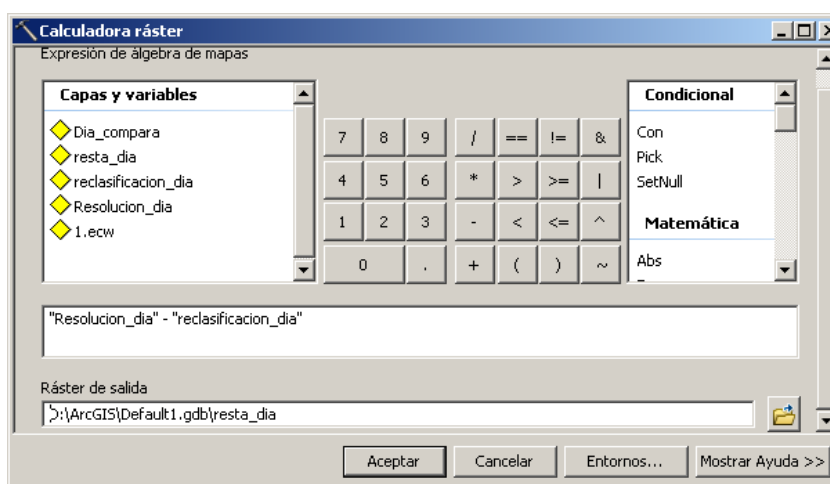 Calculadora ráster
Expresión de álgebra de mapas
Capas y variables
Dia_compara
resta_dia
reclasificacion_dia
Resolucion_dia
1.ecw
7 8 9 / == != &
4 5 6 * > >= |
1 2 3 - < <= ^
0 . + ( ) ~
Condicional
Con
Pick
SetNull
Matemática
Abs
"Resolucion_dia" - "reclasificacion_dia"
Ráster de salida
:\ArcGIS\Default1.gdb\resta_dia
Aceptar Cancelar Entornos... Mostrar Ayuda >>